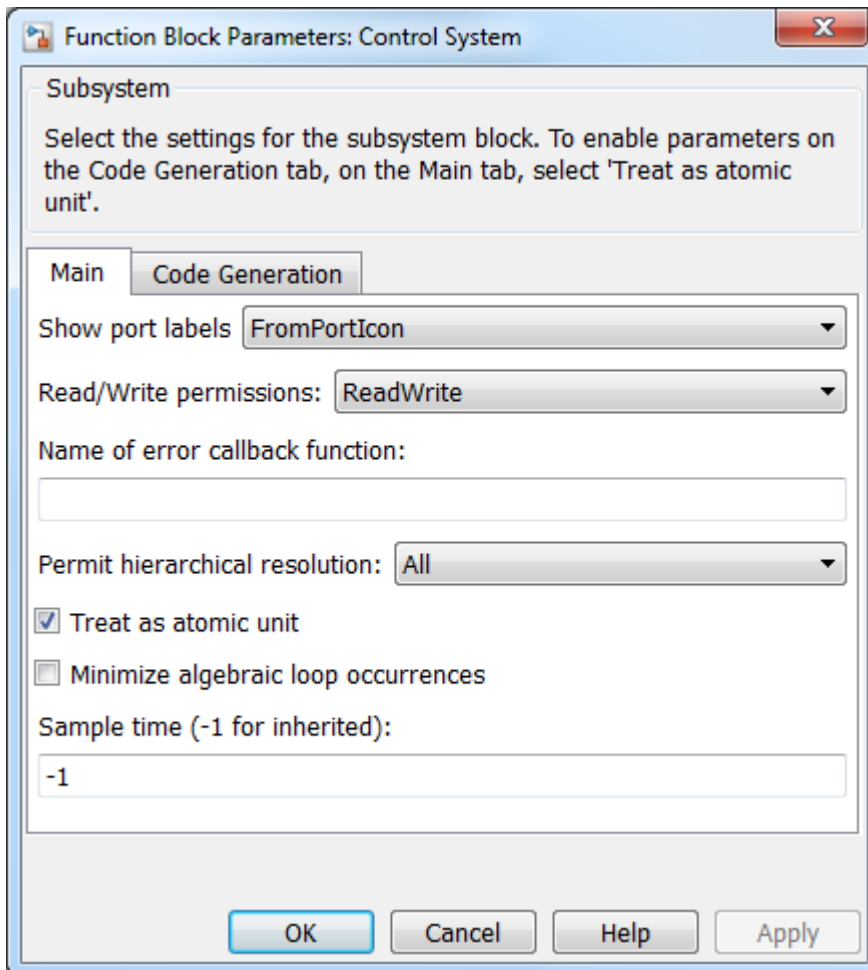 Function Block Parameters: Control System
Subsystem
Select the settings for the subsystem block. To enable parameters on
the Code Generation tab, on the Main tab, select 'Treat as atomic
unit'.
Main Code Generation
Show port labels FromPortIcon
Read/Write permissions: ReadWrite
Name of error callback function:
Permit hierarchical resolution: All
Treat as atomic unit
Minimize algebraic loop occurrences
Sample time (-1 for inherited):
-1
OK Cancel Help Apply